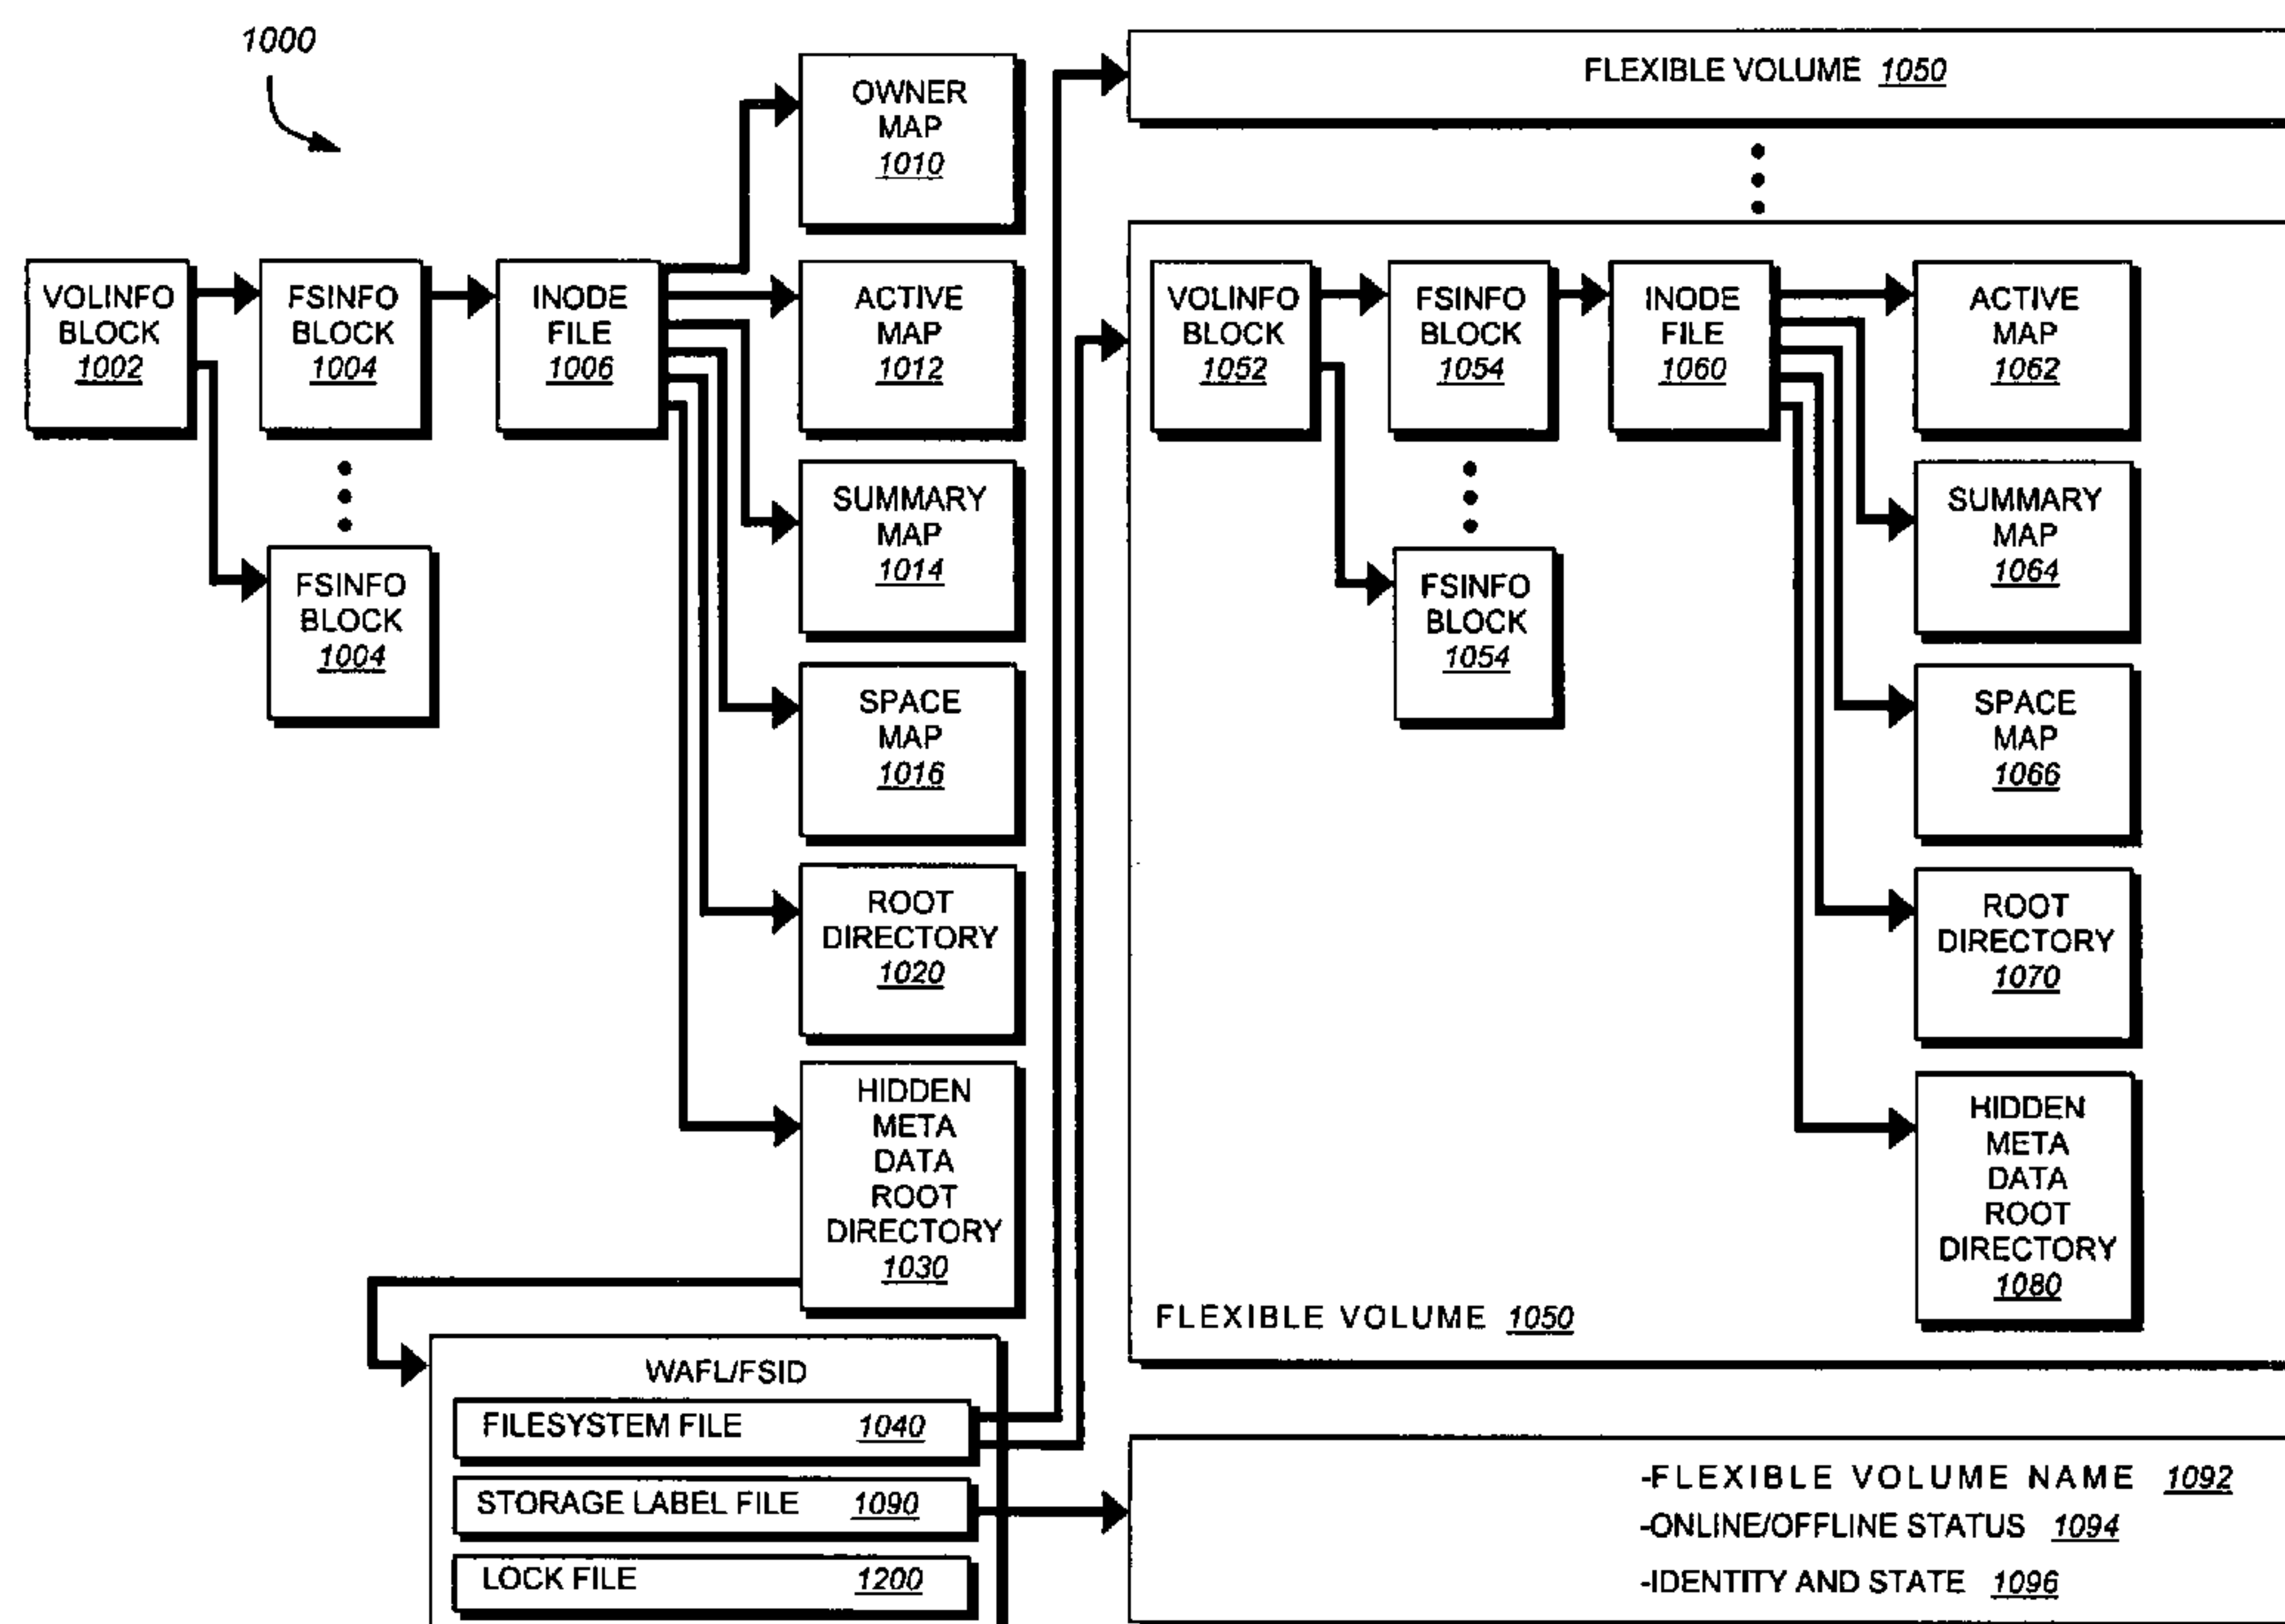 1000
OWNER
MAP
1010
FLEXIBLE VOLUME 1050
VOLINFO
BLOCK
1002
FSINFO
BLOCK
1004
INODE
FILE
1006
ACTIVE
MAP
1012
FSINFO
BLOCK
1004
SUMMARY
MAP
1014
SPACE
MAP
1016
ROOT
DIRECTORY
1020
HIDDEN
META
DATA
ROOT
DIRECTORY
1030
VOLINFO
BLOCK
1052
FSINFO
BLOCK
1054
INODE
FILE
1060
ACTIVE
MAP
1062
FSINFO
BLOCK
1054
SUMMARY
MAP
1064
SPACE
MAP
1066
ROOT
DIRECTORY
1070
HIDDEN
META
DATA
ROOT
DIRECTORY
1080
FLEXIBLE VOLUME 1050
WAFL/FSID
FILESYSTEM FILE 1040
STORAGE LABEL FILE 1090
LOCK FILE 1200
-FLEXIBLE VOLUME NAME 1092
-ONLINE/OFFLINE STATUS 1094
-IDENTITY AND STATE 1096